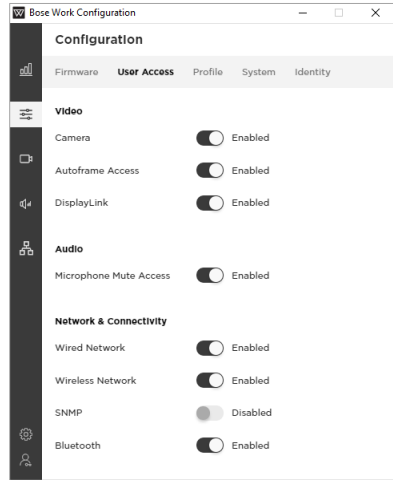 Bose Work Configuration
Configuration
Firmware User Access Profile System Identity
Video
Camera Enabled
Autoframe Access Enabled
DisplayLink Enabled
Audio
Microphone Mute Access Enabled
Network & Connectivity
Wired Network Enabled
Wireless Network Enabled
SNMP Disabled
Bluetooth Enabled